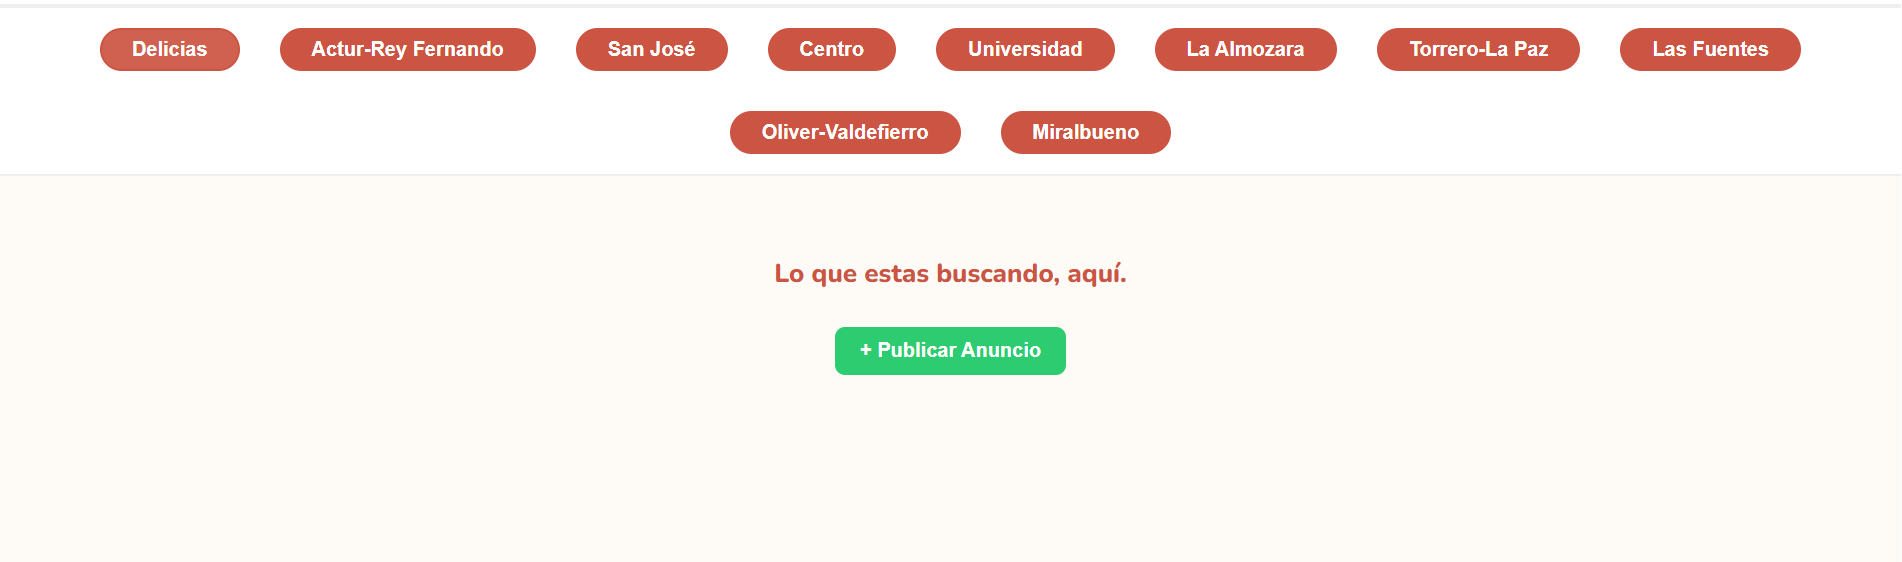 Delicias Actur-Rey Fernando San José Centro Universidad La Almozara Torrero-La Paz Las Fuentes
Oliver-Valdefierro Miralbueno
Lo que estas buscando, aquí.
+ Publicar Anuncio